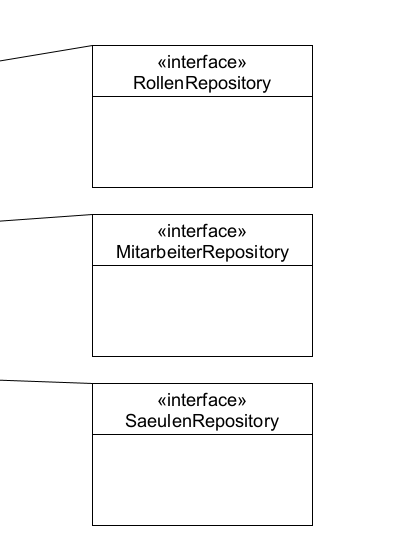 «interface»
RollenRepository
«interface»
MitarbeiterRepository
«interface»
SaeulenRepository